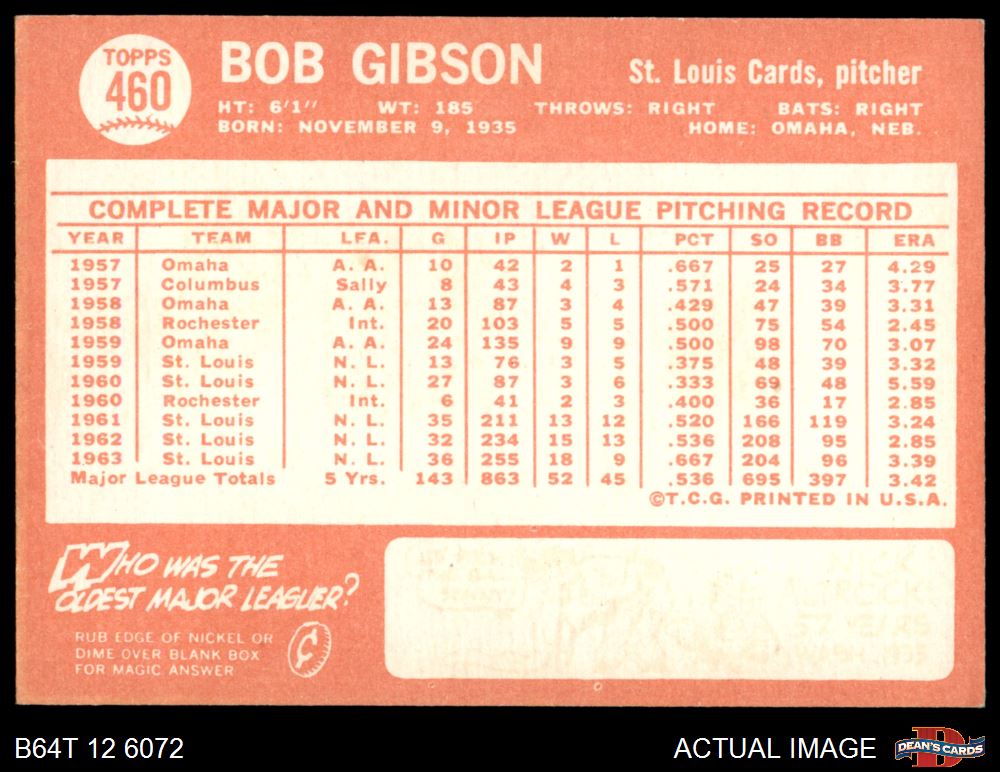 TOPPS
460
BOB GIBSON
St. Louis Cards, pitcher
HT: 6'1" WT: 185 THROWS: RIGHT BATS: RIGHT
BORN: NOVEMBER 9, 1935 HOME: OMAHA, NEB.
COMPLETE MAJOR AND MINOR LEAGUE PITCHING RECORD
YEAR TEAM LEA. G IP W L PCT SO BB ERA
1957 Omaha A. A. 10 42 2 1 .667 25 27 4.29
1957 Columbus Sally 8 43 4 3 .571 24 34 3.77
1958 Omaha A. A. 13 87 3 4 .429 47 39 3.31
1958 Rochester Int. 20 103 5 5 .500 75 54 2.45
1959 Omaha A. A. 24 135 9 9 .500 98 70 3.07
1959 St. Louis N. L. 13 76 3 5 .375 48 39 3.32
1960 St. Louis N. L. 27 87 3 6 .333 69 48 5.59
1960 Rochester Int. 6 41 2 3 .400 36 17 2.85
1961 St. Louis N. L. 35 211 13 12 .520 166 119 3.24
1962 St. Louis N. L. 32 234 15 13 .536 208 95 2.85
1963 St. Louis N. L. 36 255 18 9 .667 204 96 3.39
Major League Totals 5 Yrs. 143 863 52 45 .536 695 397 3.42
©T.C.G. PRINTED IN U.S.A.
WHO WAS THE
OLDEST MAJOR LEAGUER?
RUB EDGE OF NICKEL OR
DIME OVER BLANK BOX
FOR MAGIC ANSWER
NICK
ALTROCK
57 YEARS
B64T 12 6072
ACTUAL IMAGE
D
DEAN'S CARDS